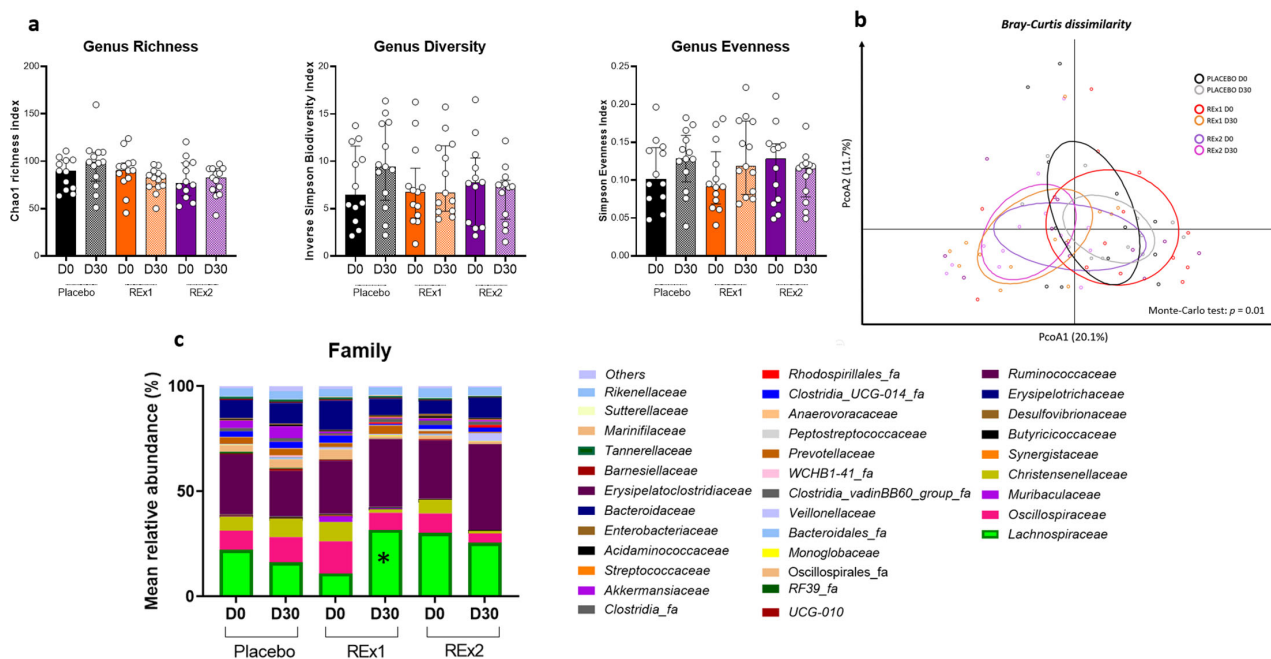 a
Genus Richness
Chao1 richness index
200
150
100
50
0
D0 D30 D0 D30 D0 D30
Placebo REx1 REx2
Genus Diversity
Inverse Simpson Biodiversity Index
20
15
10
5
0
D0 D30 D0 D30 D0 D30
Placebo REx1 REx2
Genus Evenness
Simpson Evenness Index
0.25
0.20
0.15
0.10
0.05
0.00
D0 D30 D0 D30 D0 D30
Placebo REx1 REx2
b
Bray-Curtis dissimilarity
PcoA2 (11.7%)
PLACEBO D0
PLACEBO D30
REx1 D0
REx1 D30
REx2 D0
REx2 D30
Monte-Carlo test: p = 0.01
PcoA1 (20.1%)
c
Family
Mean relative abundance (%)
100
50
0
*
D0 D30 D0 D30 D0 D30
Placebo REx1 REx2
Others
Rikenellaceae
Sutterellaceae
Marinifilaceae
Tannerellaceae
Barnesiellaceae
Erysipelatoclostridiaceae
Bacteroidaceae
Enterobacteriaceae
Acidaminococcaceae
Streptococcaceae
Akkermansiaceae
Clostridia_fa
Rhodospirillales_fa
Clostridia_UCG-014_fa
Anaerovoracaceae
Peptostreptococcaceae
Prevotellaceae
WCHB1-41_fa
Clostridia_vadinBB60_group_fa
Veillonellaceae
Bacteroidales_fa
Monoglobaceae
Oscillospirales_fa
RF39_fa
UCG-010
Ruminococcaceae
Erysipelotrichaceae
Desulfovibrionaceae
Butyricicoccaceae
Synergistaceae
Christensenellaceae
Muribaculaceae
Oscillospiraceae
Lachnospiraceae